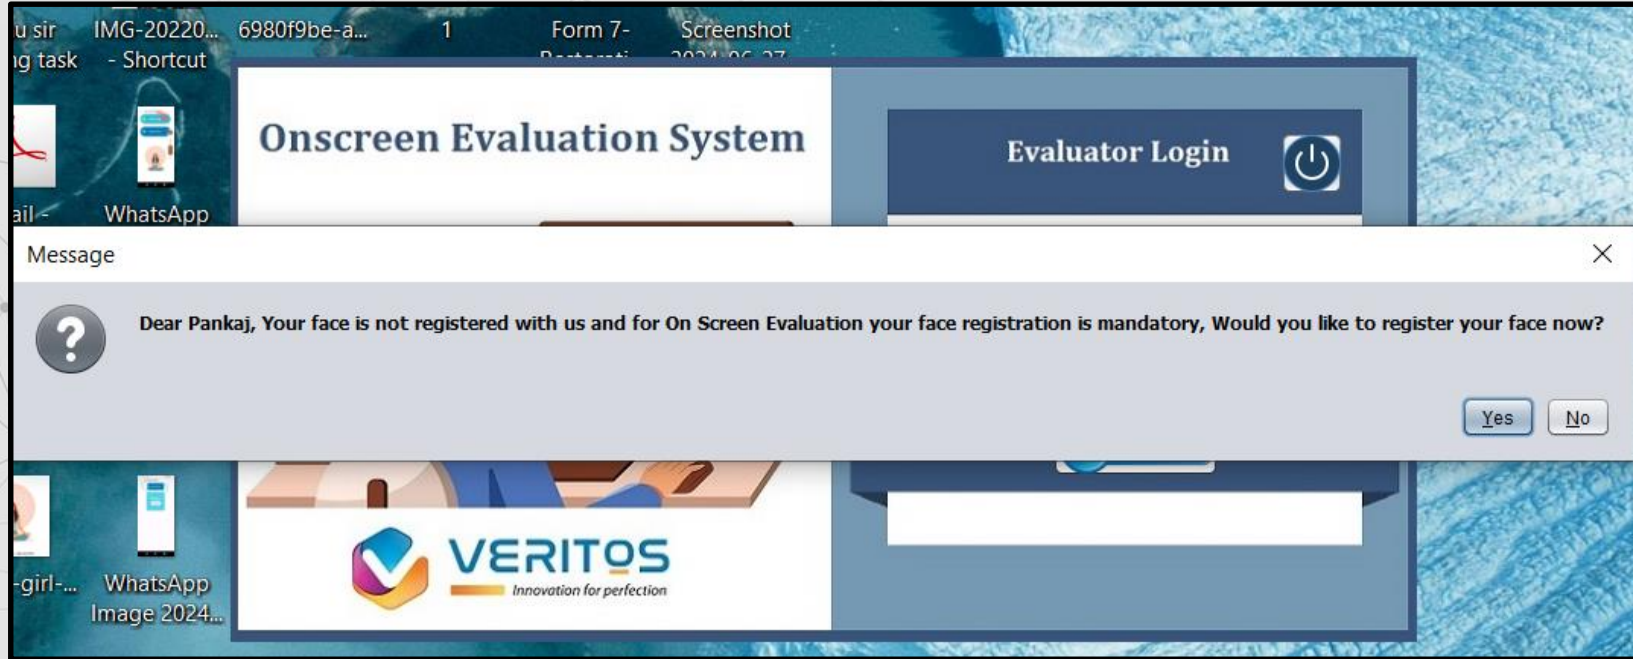 u sir
ng task
IMG-20220...
- Shortcut
6980f9be-a...
1
Form 7-
Screenshot
Onscreen Evaluation System
Evaluator Login
ail -
WhatsApp
Message
Dear Pankaj, Your face is not registered with us and for On Screen Evaluation your face registration is mandatory, Would you like to register your face now?
Yes No
VERITOS
Innovation for perfection
-girl-...
WhatsApp
Image 2024...